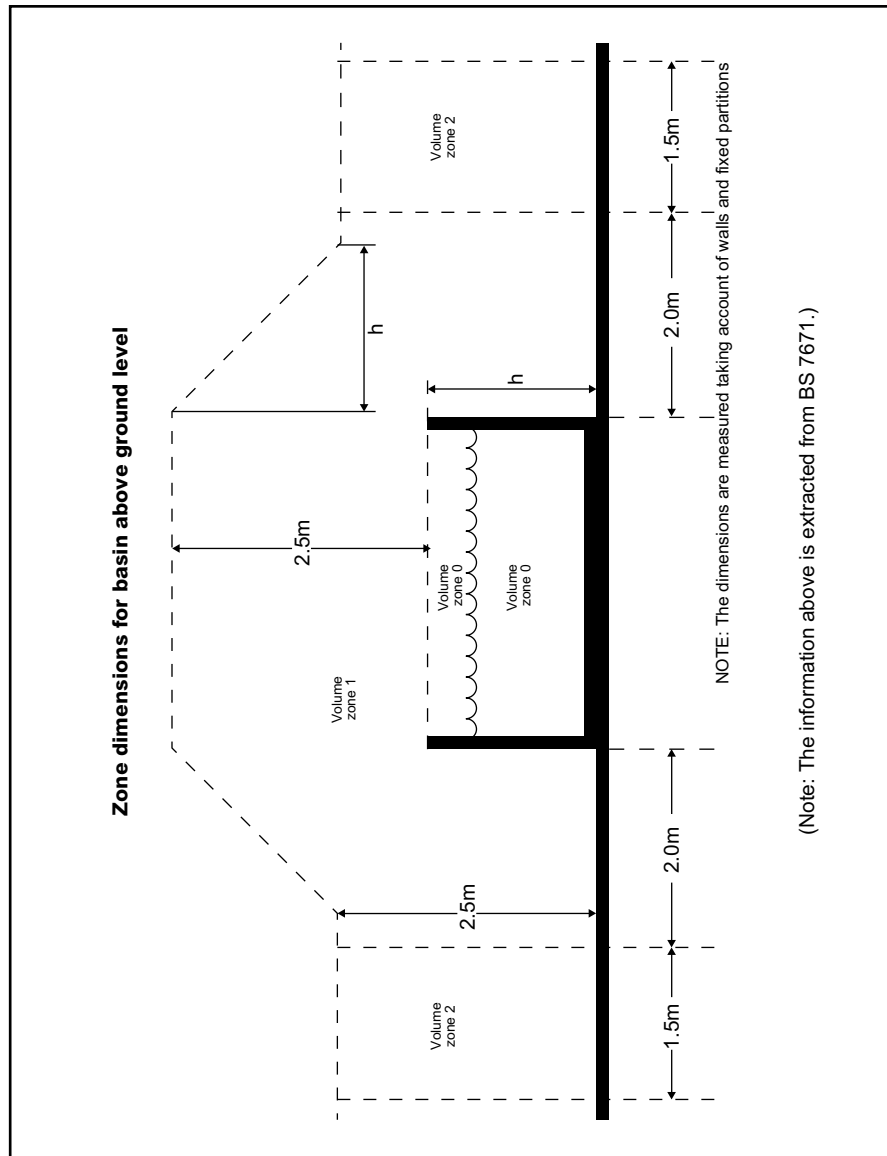 Zone dimensions for basin above ground level
2.5m
h
Volume
zone 1
Volume
zone 2
Volume
zone 0
Volume
zone 0
Volume
zone 2
2.5m
h
1.5m
2.0m
2.0m
1.5m
NOTE: The dimensions are measured taking account of walls and fixed partitions
(Note: The information above is extracted from BS 7671.)